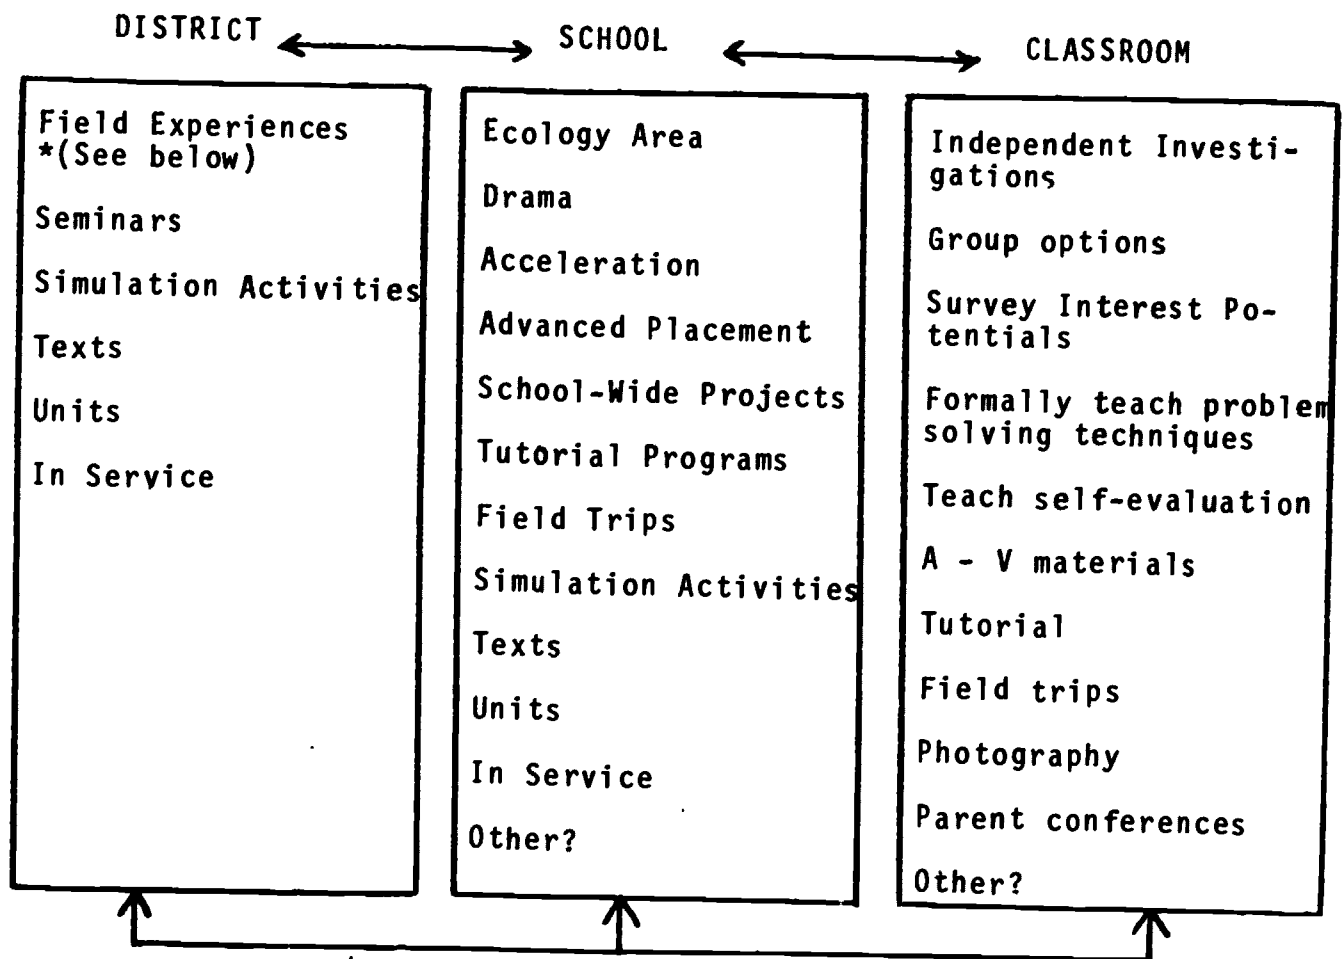 DISTRICT
SCHOOL
CLASSROOM
Field Experiences
*(See below)
Seminars
Simulation Activities
Texts
Units
In Service
Ecology Area
Drama
Acceleration
Advanced Placement
School-Wide Projects
Tutorial Programs
Field Trips
Simulation Activities
Texts
Units
In Service
Other?
Independent Investi-
gations
Group options
Survey Interest Po-
tentials
Formally teach problem
solving techniques
Teach self-evaluation
A - V materials
Tutorial
Field trips
Photography
Parent conferences
Other?